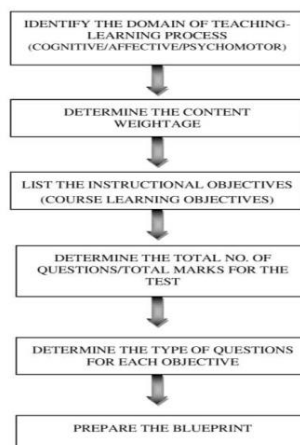 IDENTIFY THE DOMAIN OF TEACHING-
LEARNING PROCESS
(COGNITIVE/AFFECTIVE/PSYCHOMOTOR)
DETERMINE THE CONTENT
WEIGHTAGE
LIST THE INSTRUCTIONAL OBJECTIVES
(COURSE LEARNING OBJECTIVES)
DETERMINE THE TOTAL NO. OF
QUESTIONS/TOTAL MARKS FOR THE
TEST
DETERMINE THE TYPE OF QUESTIONS
FOR EACH OBJECTIVE
PREPARE THE BLUEPRINT